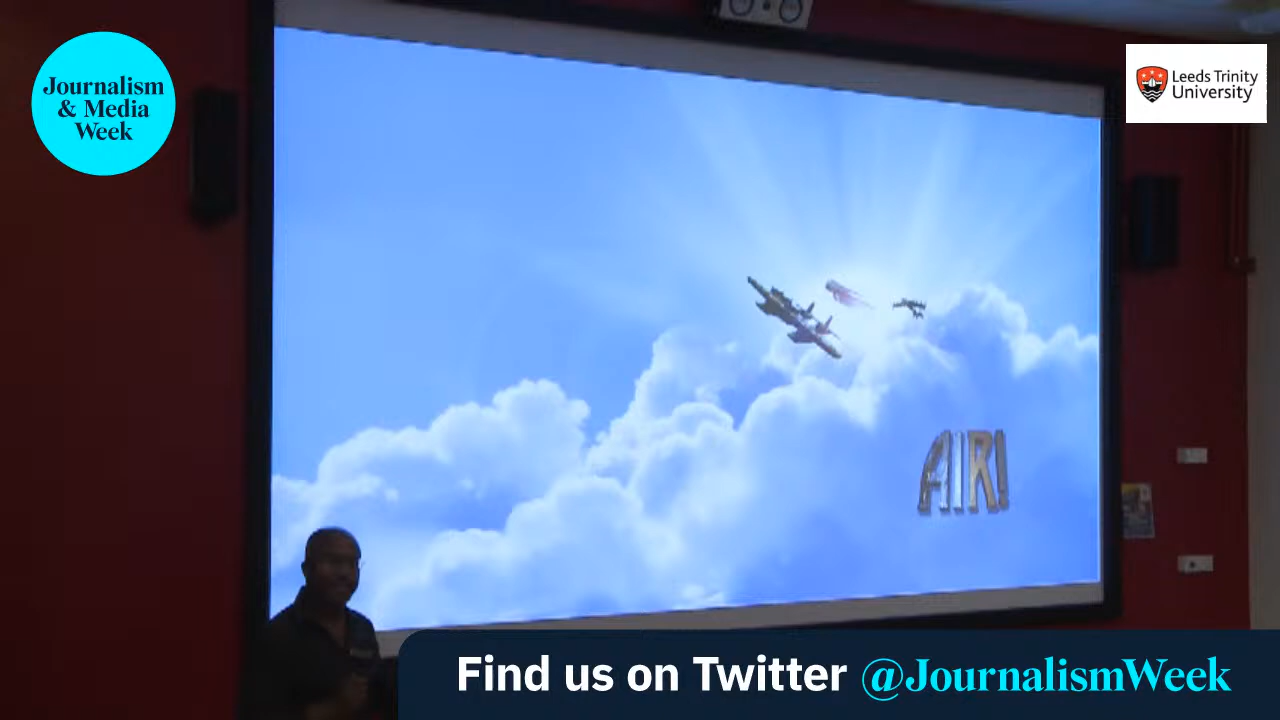 Journalism
& Media
Week
Leeds Trinity
University
AIR!
Find us on Twitter @JournalismWeek